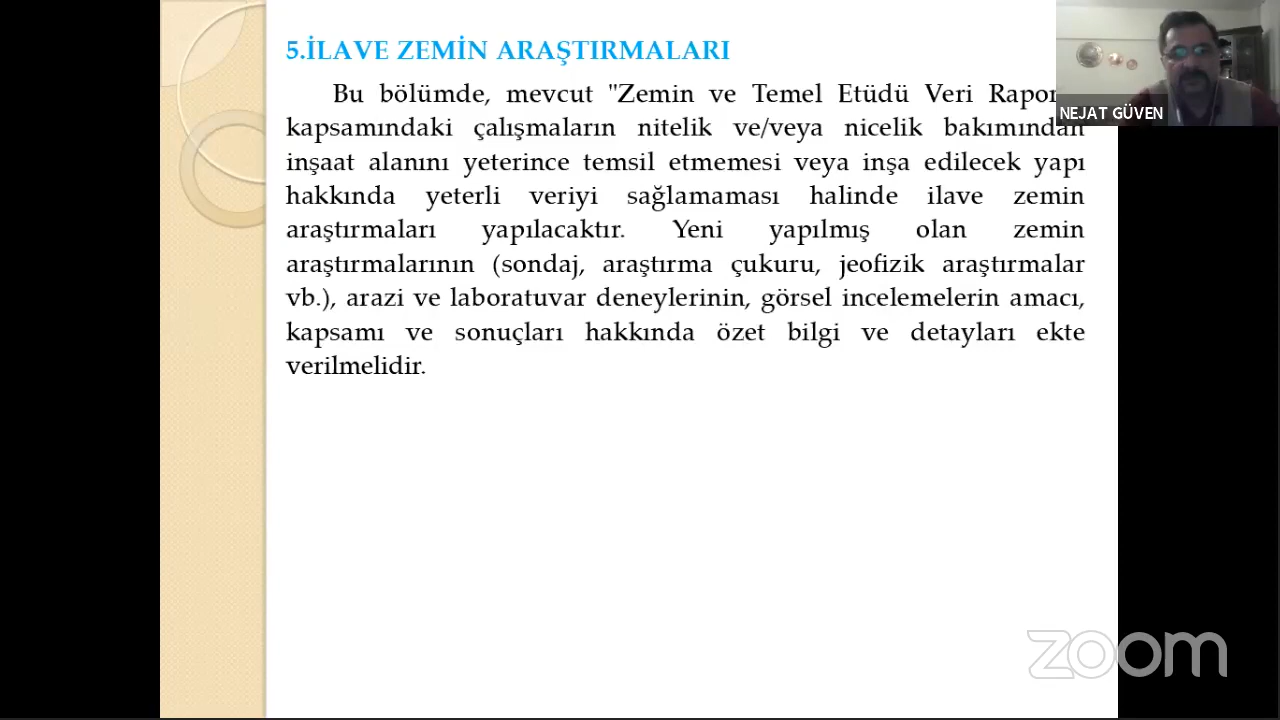 5.İLAVE ZEMİN ARAŞTIRMALARI
Bu bölümde, mevcut "Zemin ve Temel Etüdü Veri Rapor
kapsamındaki çalışmaların nitelik ve/veya nicelik bakımından
inşaat alanını yeterince temsil etmemesi veya inşa edilecek yapı
hakkında yeterli veriyi sağlamaması halinde ilave zemin
araştırmaları yapılacaktır. Yeni yapılmış olan zemin
araştırmalarının (sondaj, araştırma çukuru, jeofizik araştırmalar
vb.), arazi ve laboratuvar deneylerinin, görsel incelemelerin amacı,
kapsamı ve sonuçları hakkında özet bilgi ve detayları ekte
verilmelidir.
NEJAT GÜVEN
zoom